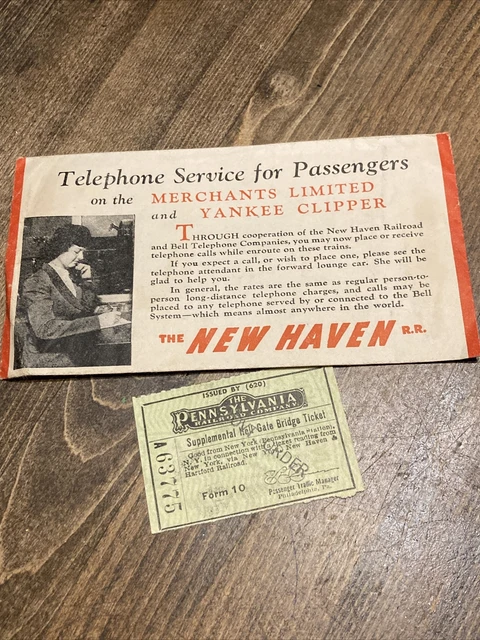 Telephone Service for Passengers
on the MERCHANTS LIMITED
and YANKEE CLIPPER
THROUGH cooperation of the New Haven Railroad
and Bell Telephone Companies, you may now place or receive
telephone calls while enroute on these trains.
If you expect a call, or wish to place one, please see the
telephone attendant in the forward lounge car. She will be
glad to help you.
In general, the rates are the same as regular person-to-
person long-distance telephone charges, and calls may be
placed to any telephone served by or connected to the Bell
System—which means almost anywhere in the world.
THE NEW HAVEN R.R.
ISSUED BY (620)
THE
PENNSYLVANIA
RAILROAD COMPANY
Supplemental Hell Gate Bridge Ticket
Good from New York (Pennsylvania Station),
N. Y. in connection with a ticket reading from
New York, via New York, New Haven &
Hartford Railroad.
Form 10
Passenger Traffic Manager
Philadelphia, Pa.
A63775